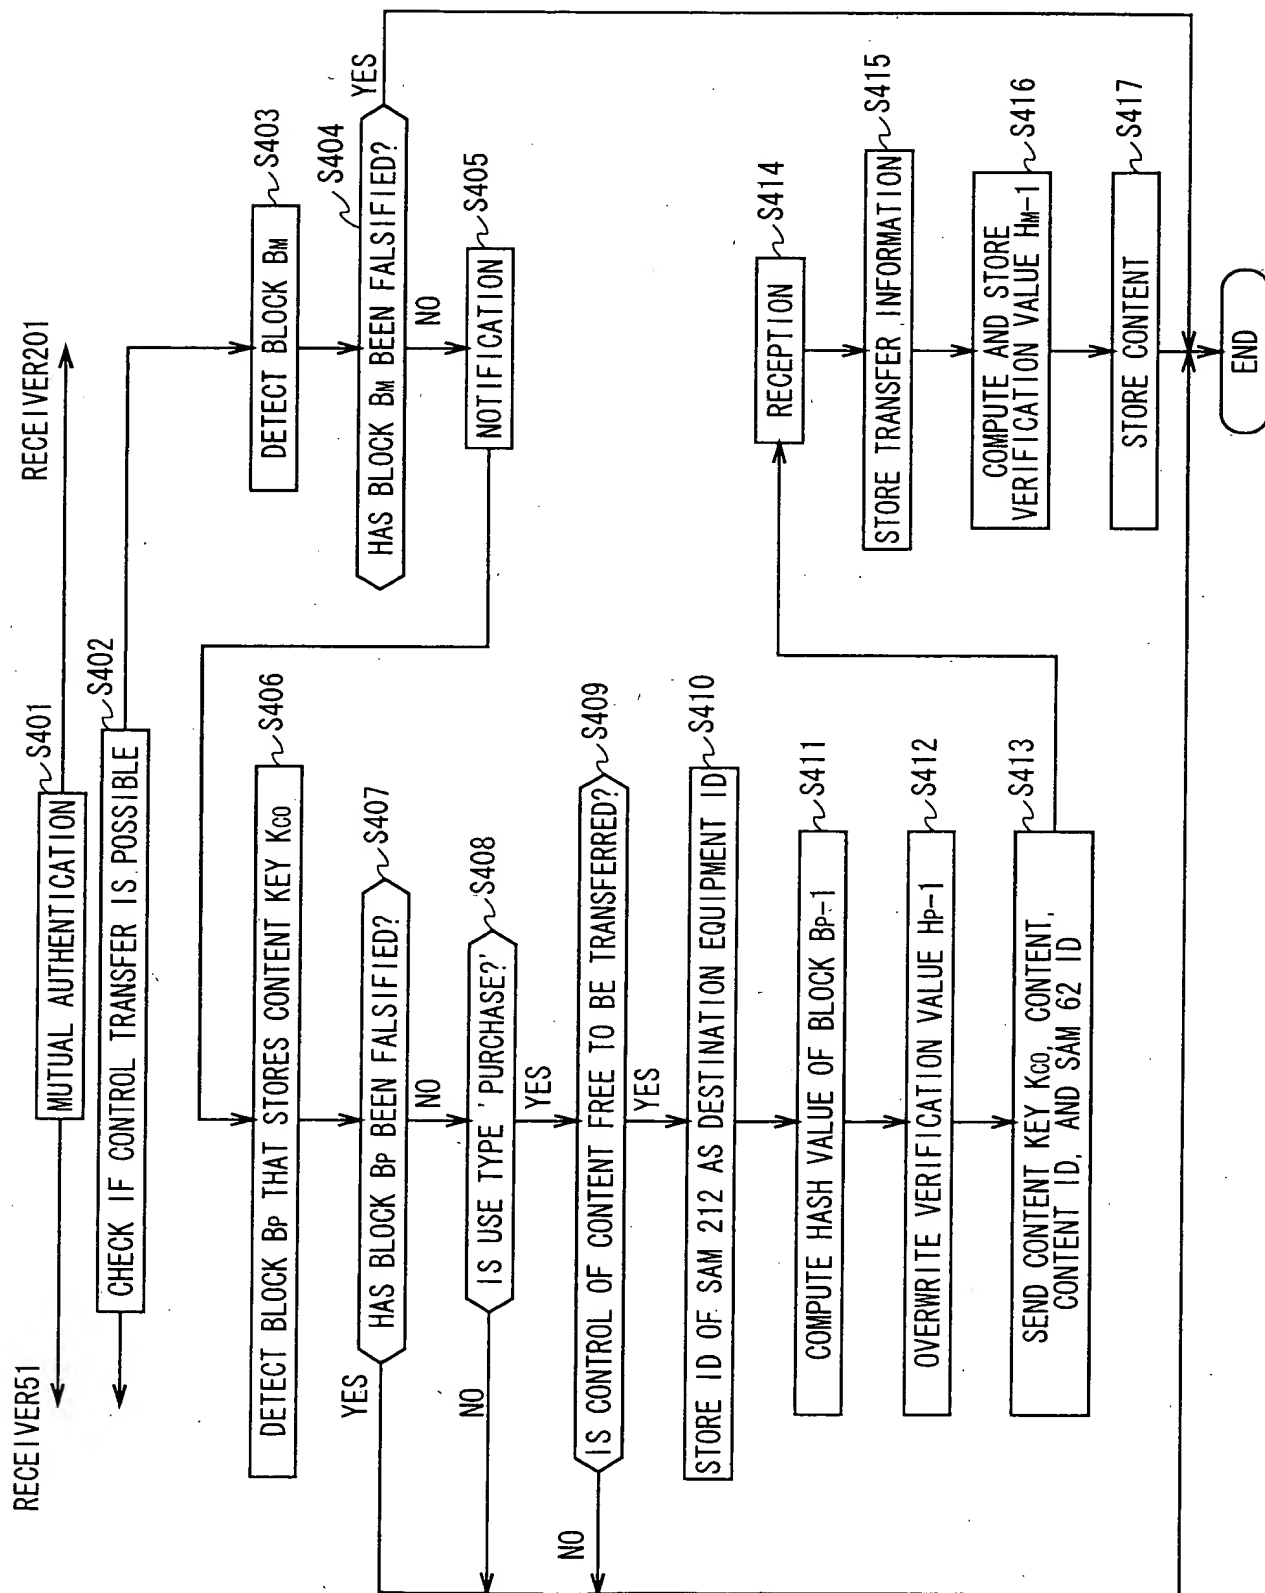 RECEIVER51
RECEIVER201
MUTUAL AUTHENTICATION
S401
CHECK IF CONTROL TRANSFER IS POSSIBLE
S402
DETECT BLOCK BM
S403
HAS BLOCK BM BEEN FALSIFIED?
S404
YES
NO
NOTIFICATION
S405
DETECT BLOCK BP THAT STORES CONTENT KEY KCO
S406
HAS BLOCK BP BEEN FALSIFIED?
S407
YES
NO
IS USE TYPE 'PURCHASE?'
S408
NO
YES
IS CONTROL OF CONTENT FREE TO BE TRANSFERRED?
S409
NO
YES
STORE ID OF SAM 212 AS DESTINATION EQUIPMENT ID
S410
COMPUTE HASH VALUE OF BLOCK BP-1
S411
OVERWRITE VERIFICATION VALUE HP-1
S412
SEND CONTENT KEY KCO, CONTENT,
CONTENT ID, AND SAM 62 ID
S413
RECEPTION
S414
STORE TRANSFER INFORMATION
S415
COMPUTE AND STORE
VERIFICATION VALUE HM-1
S416
STORE CONTENT
S417
END